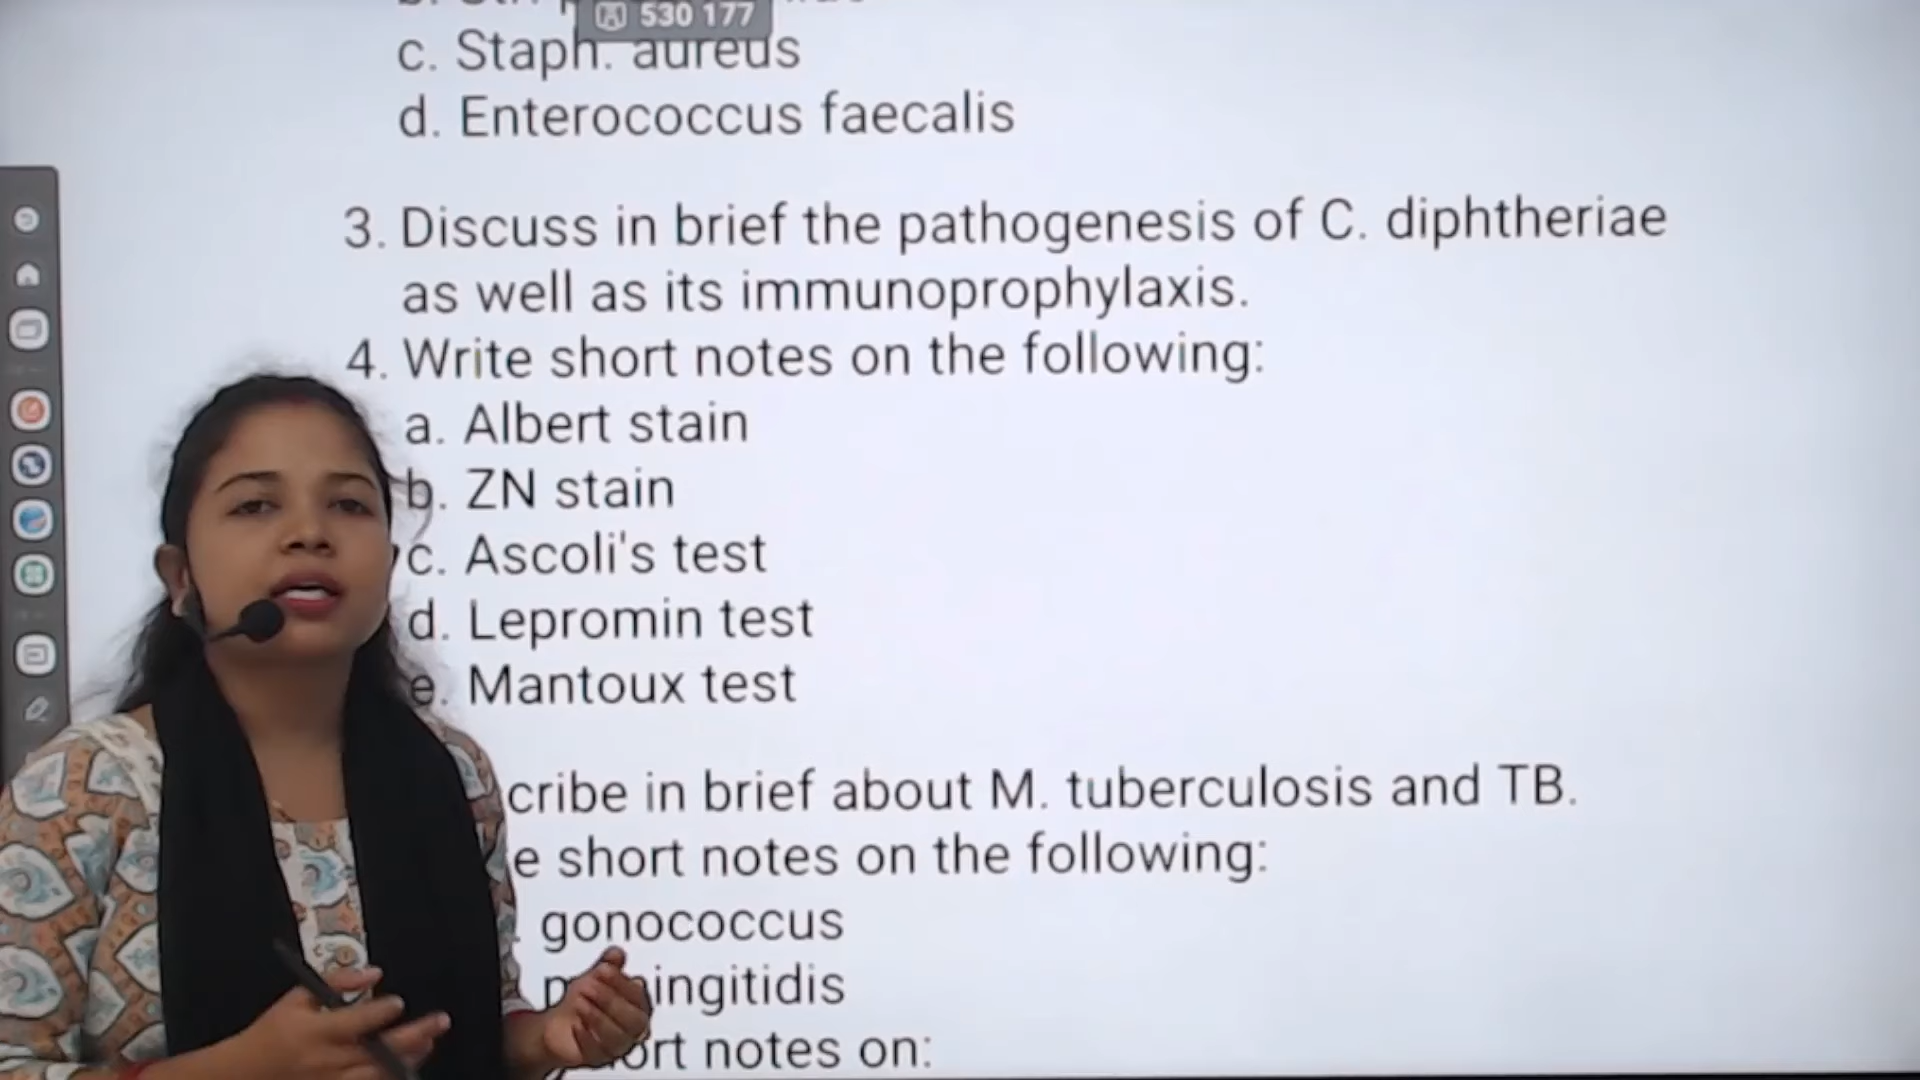 530 177
c. Staph. aureus
d. Enterococcus faecalis
3. Discuss in brief the pathogenesis of C. diphtheriae
as well as its immunoprophylaxis.
4. Write short notes on the following:
a. Albert stain
b. ZN stain
c. Ascoli's test
d. Lepromin test
e. Mantoux test
cribe in brief about M. tuberculosis and TB.
e short notes on the following:
gonococcus
ingitidis
ort notes on: